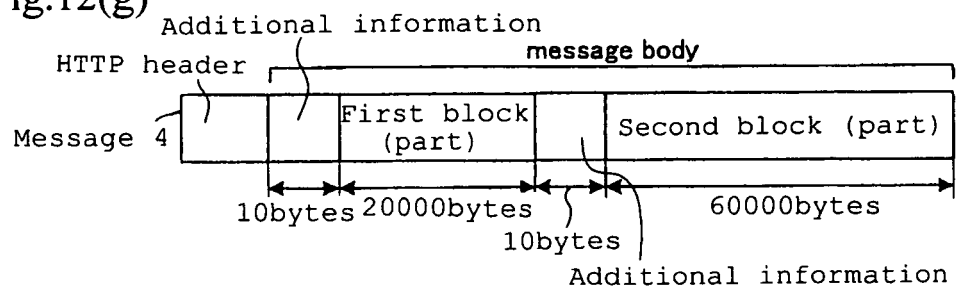 ig.12(g)
Additional information
message body
HTTP header
Message 4
First block
(part)
Second block (part)
10bytes
20000bytes
10bytes
60000bytes
Additional information